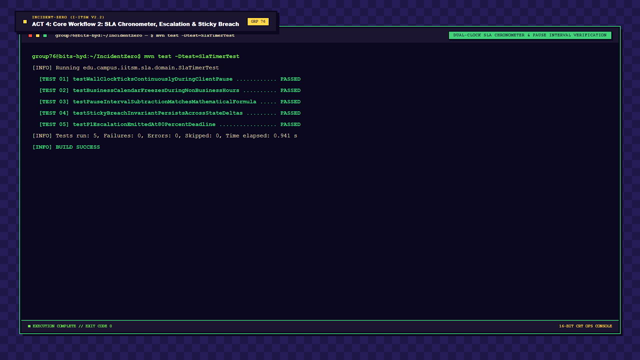 INCIDENT-ZERO (I-ITSM V2.2)
ACT 4: Core Workflow 2: SLA Chronometer, Escalation & Sticky Breach
GRP 76
group76@bits-hyd:~/IncidentZero — $ mvn test -Dtest=SlaTimerTest
DUAL-CLOCK SLA CHRONOMETER & PAUSE INTERVAL VERIFICATION
group76@bits-hyd:~/IncidentZero$ mvn test -Dtest=SlaTimerTest
[INFO] Running edu.campus.iitsm.sla.domain.SlaTimerTest
[TEST 01] testWallClockTicksContinuouslyDuringClientPause ............ PASSED
[TEST 02] testBusinessCalendarFreezesDuringNonBusinessHours .......... PASSED
[TEST 03] testPauseIntervalSubtractionMatchesMathematicalFormula ..... PASSED
[TEST 04] testStickyBreachInvariantPersistsAcrossStateDeltas ......... PASSED
[TEST 05] testP1EscalationEmittedAt80PercentDeadline ................. PASSED
[INFO] Tests run: 5, Failures: 0, Errors: 0, Skipped: 0, Time elapsed: 0.941 s
[INFO] BUILD SUCCESS
EXECUTION COMPLETE // EXIT CODE 0
16-BIT CRT OPS CONSOLE